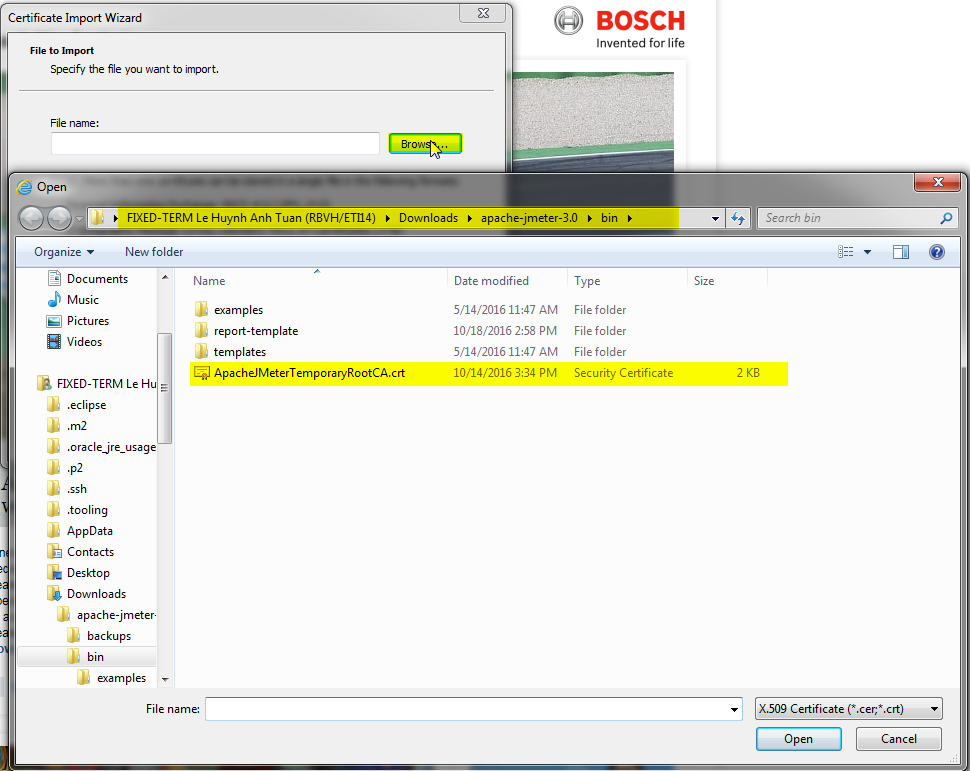 Certificate Import Wizard
BOSCH
Invented for life
File to Import
Specify the file you want to import.
File name:
Browse...
Open
FIXED-TERM Le Huynh Anh Tuan (RBVH/ETI14) Downloads apache-jmeter-3.0 bin
Search bin
Organize New folder
Name Date modified Type Size
Documents
Music
Pictures
Videos
FIXED-TERM Le Hu
.eclipse
.m2
.oracle_jre_usage
.p2
.ssh
.tooling
AppData
Contacts
Desktop
Downloads
apache-jmeter-
backups
bin
examples
examples 5/14/2016 11:47 AM File folder
report-template 10/18/2016 2:58 PM File folder
templates 5/14/2016 11:47 AM File folder
ApacheJMeterTemporaryRootCA.crt 10/14/2016 3:34 PM Security Certificate 2 KB
File name:
X.509 Certificate (*.cer;*.crt)
Open Cancel